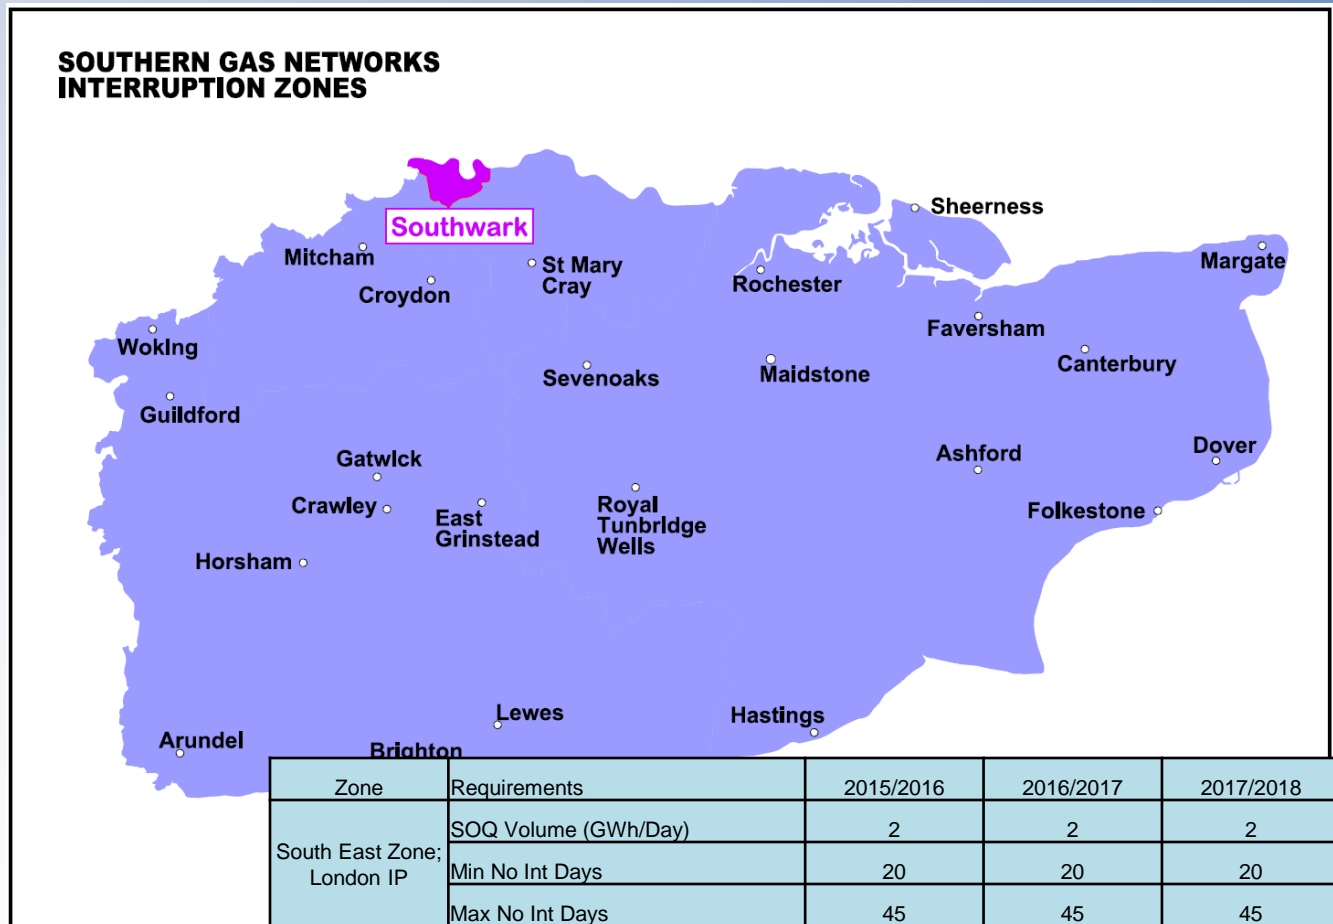 SOUTHERN GAS NETWORKS
INTERRUPTION ZONES
Southwark
Sheerness
Mitcham
St Mary
Cray
Margate
Croydon
Rochester
Faversham
Woking
Canterbury
Sevenoaks
Maidstone
Guildford
Gatwick
Ashford
Dover
Crawley
East
Grinstead
Royal
Tunbridge
Wells
Folkestone
Horsham
Lewes
Hastings
Arundel
Brighton
Zone Requirements 2015/2016 2016/2017 2017/2018
South East Zone;
London IP
SOQ Volume (GWh/Day) 2 2 2
Min No Int Days 20 20 20
Max No Int Days 45 45 45